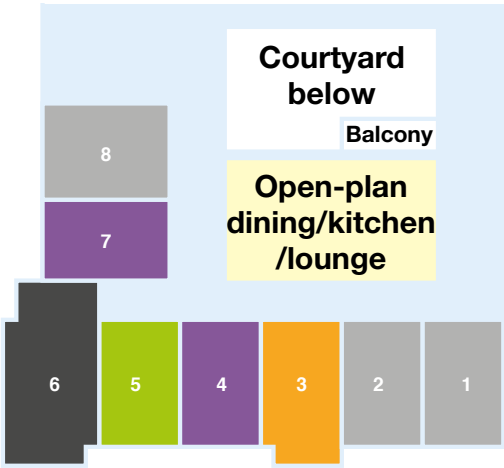 Courtyard
below
Balcony
8
Open-plan
dining/kitchen
/lounge
7
6
5
4
3
2
1